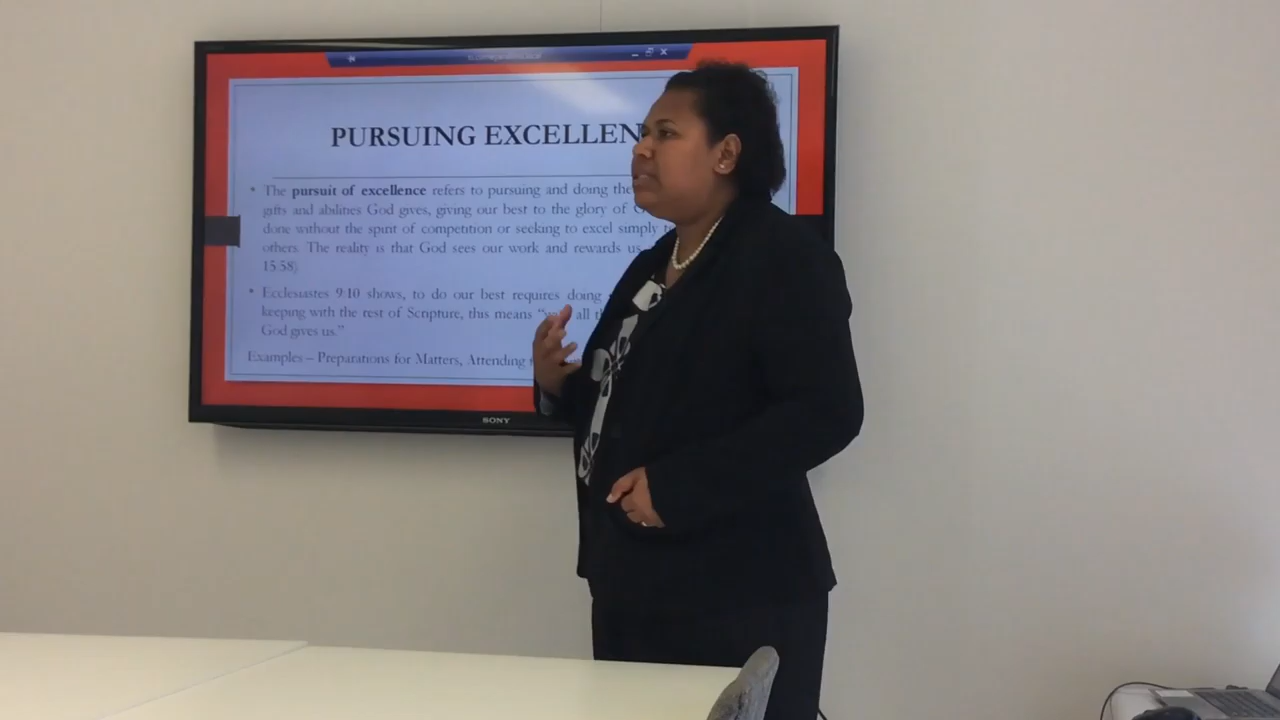 PURSUING EXCELLEN
• The pursuit of excellence refers to pursuing and doing the
gifts and abilities God gives, giving our best to the glory of G
done without the spirit of competition or seeking to excel simply t
others. The reality is that God sees our work and rewards us
15:58).
• Ecclesiastes 9:10 shows, to do our best requires doing
keeping with the rest of Scripture, this means all th
God gives us."
Examples – Preparations for Matters, Attending
SONY